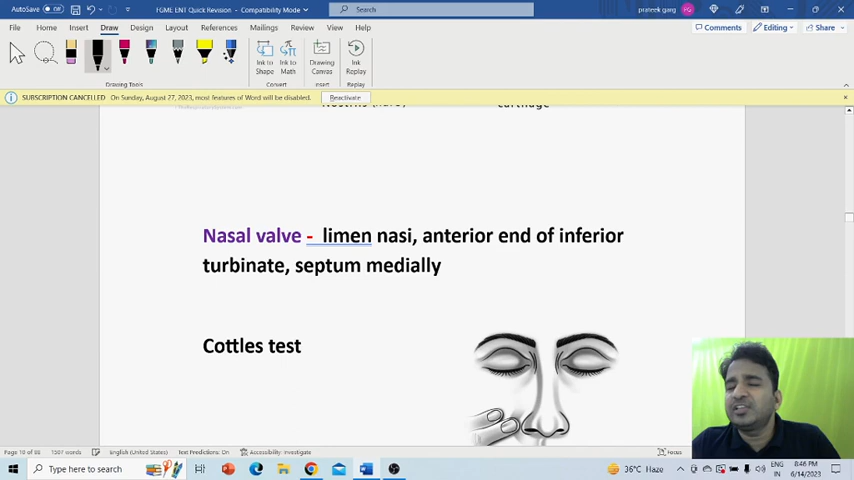 AutoSave Off
FGME ENT Quick Revision - Compatibility Mode
Search
prateek garg
PG
File Home Insert Draw Design Layout References Mailings Review View Help
Comments Editing Share
Ink to Shape
Ink to Math
Drawing Canvas
Ink Replay
Drawing Tools Convert Insert Replay
SUBSCRIPTION CANCELLED On Sunday, August 27, 2023, most features of Word will be disabled. Reactivate
cartilage
Nasal valve - limen nasi, anterior end of inferior
turbinate, septum medially
Cottles test
English (United States) Text Predictions: On Accessibility: Investigate Focus
Type here to search
36°C Haze
ENG
IN
8:46 PM
6/14/2023